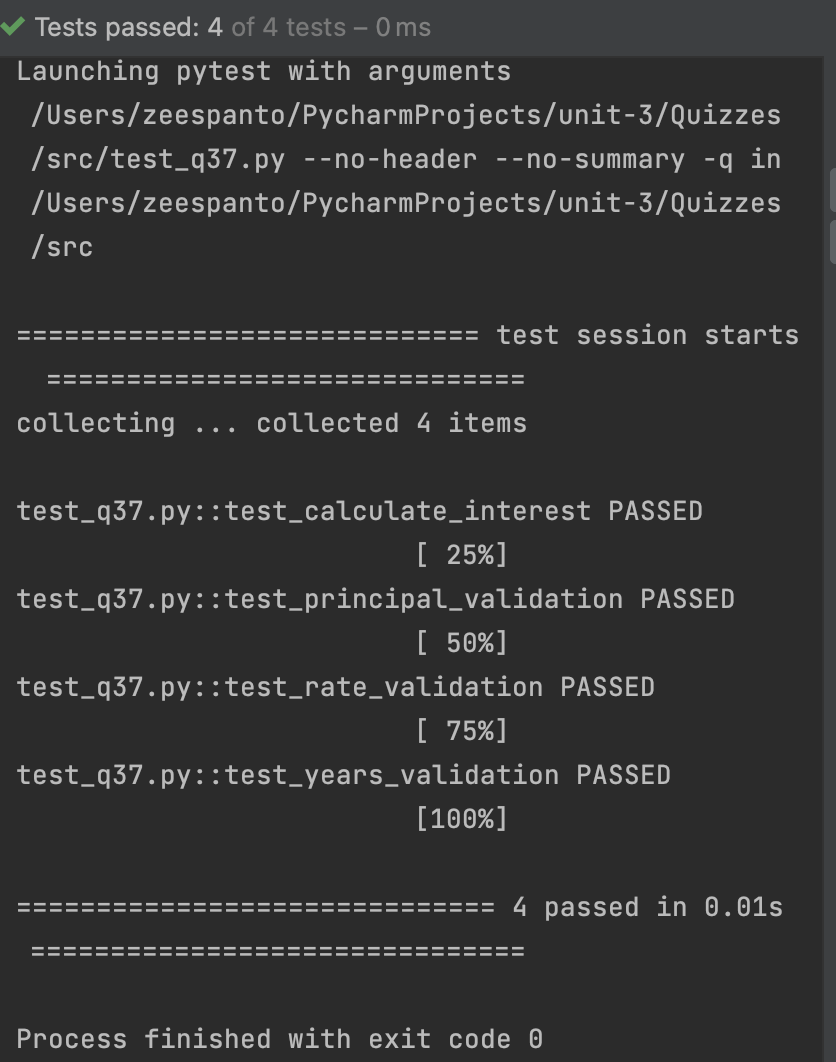 Tests passed: 4 of 4 tests – 0 ms
Launching pytest with arguments
/Users/zeespanto/PycharmProjects/unit-3/Quizzes
/src/test_q37.py --no-header --no-summary -q in
/Users/zeespanto/PycharmProjects/unit-3/Quizzes
/src
============================= test session starts
==============================
collecting ... collected 4 items
test_q37.py::test_calculate_interest PASSED
[ 25%]
test_q37.py::test_principal_validation PASSED
[ 50%]
test_q37.py::test_rate_validation PASSED
[ 75%]
test_q37.py::test_years_validation PASSED
[100%]
============================== 4 passed in 0.01s
===============================
Process finished with exit code 0